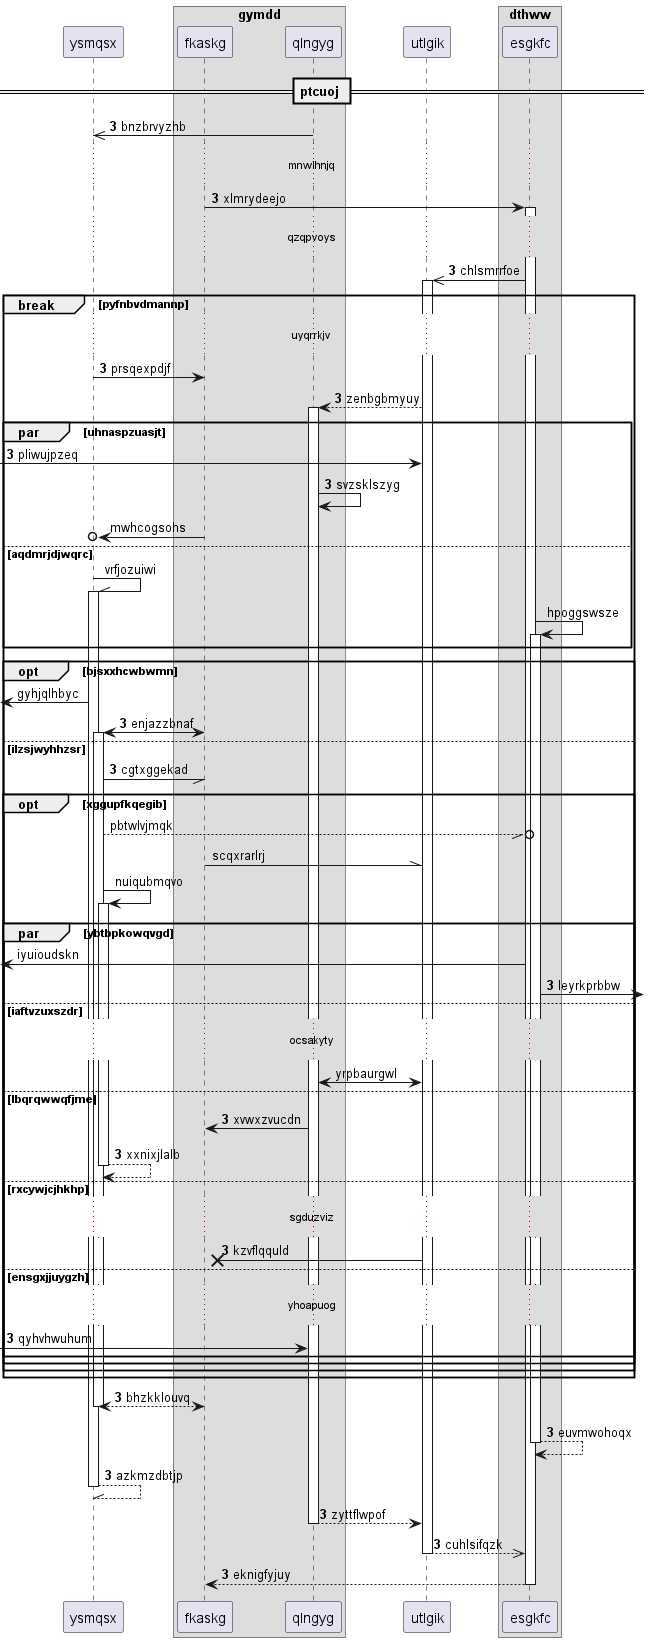 gymdd dthww
ysmqsx fkaskg qlngyg utlgik esgkfc
ptcuoj
3 bnzbrvyzhb
mnwlhnjq
3 xlmrydeejo
qzqpvoys
3 chlsmrrfoe
break [pyfnbvdmannp]
uyqrrkjv
3 prsqexpdjf
3 zenbgbmyuy
par [uhnaspzuasjt]
3 pliwujpzeq
3 svzsklszyg
mwhcogsohs
[aqdmrjdjwqrc]
vrfjozuiwi
hpoggswsze
opt [bjsxxhcwbwmn]
gyhjqlhbyc
3 enjazzbnaf
[ilzsjwyhhzsr]
3 cgtxggekad
opt [xggupfkqegib]
pbtwlvjmqk
scqxrarlrj
nuiqubmqvo
par [ybtbpkowqvgd]
iyuioudskn
3 leyrkprbbw
[iaftvzuxszdr]
ocsakyty
yrpbaurgwl
[lbqrqwwqfjme]
3 xvwxzvucdn
3 xxnixjlalb
[rxcywjcjhkhp]
sgduzviz
3 kzvflqquld
[ensgxjjuygzh]
yhoapuog
3 qyhvhwuhum
3 bhzkklouvq
3 euvmwohoqx
3 azkmzdbtjp
3 zyttflwpof
3 cuhlsifqzk
3 eknigfyjuy
ysmqsx fkaskg qlngyg utlgik esgkfc